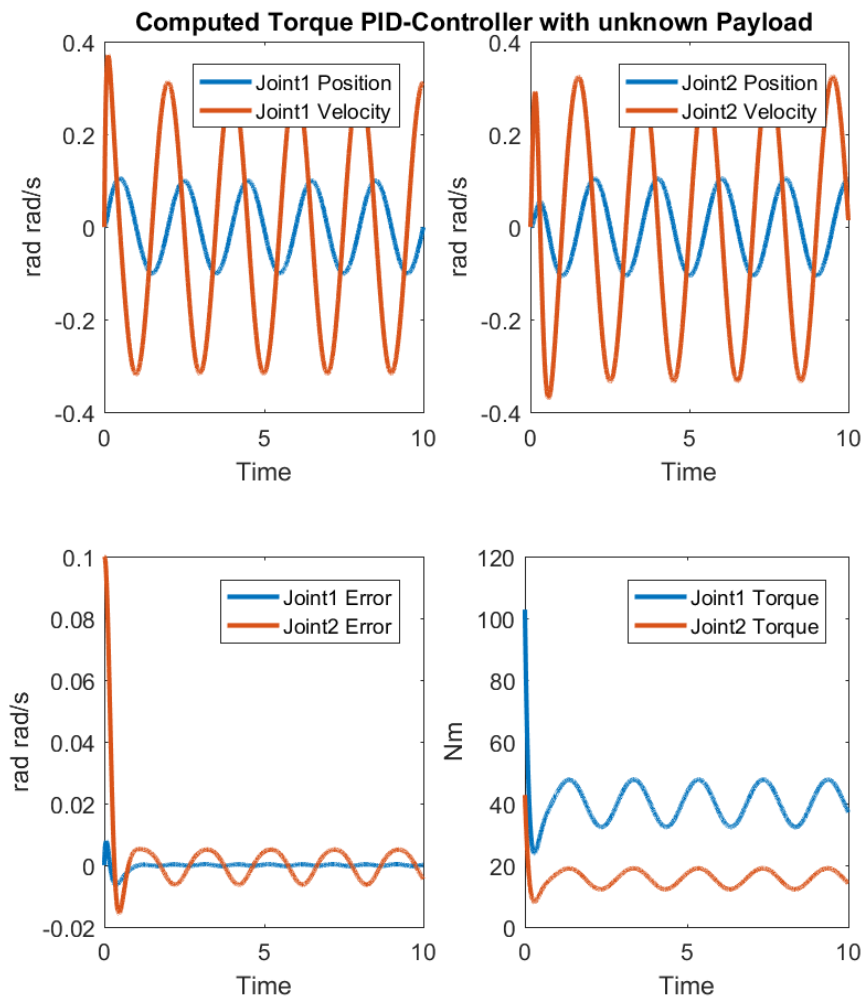 Computed Torque PID-Controller with unknown Payload
0.4
0.2
0
-0.2
-0.4
rad rad/s
Joint1 Position
Joint1 Velocity
0
5
10
Time
0.4
0.2
0
-0.2
-0.4
rad rad/s
Joint2 Position
Joint2 Velocity
0
5
10
Time
0.1
0.08
0.06
0.04
0.02
0
-0.02
rad rad/s
Joint1 Error
Joint2 Error
0
5
10
Time
120
100
80
60
40
20
0
Nm
Joint1 Torque
Joint2 Torque
0
5
10
Time